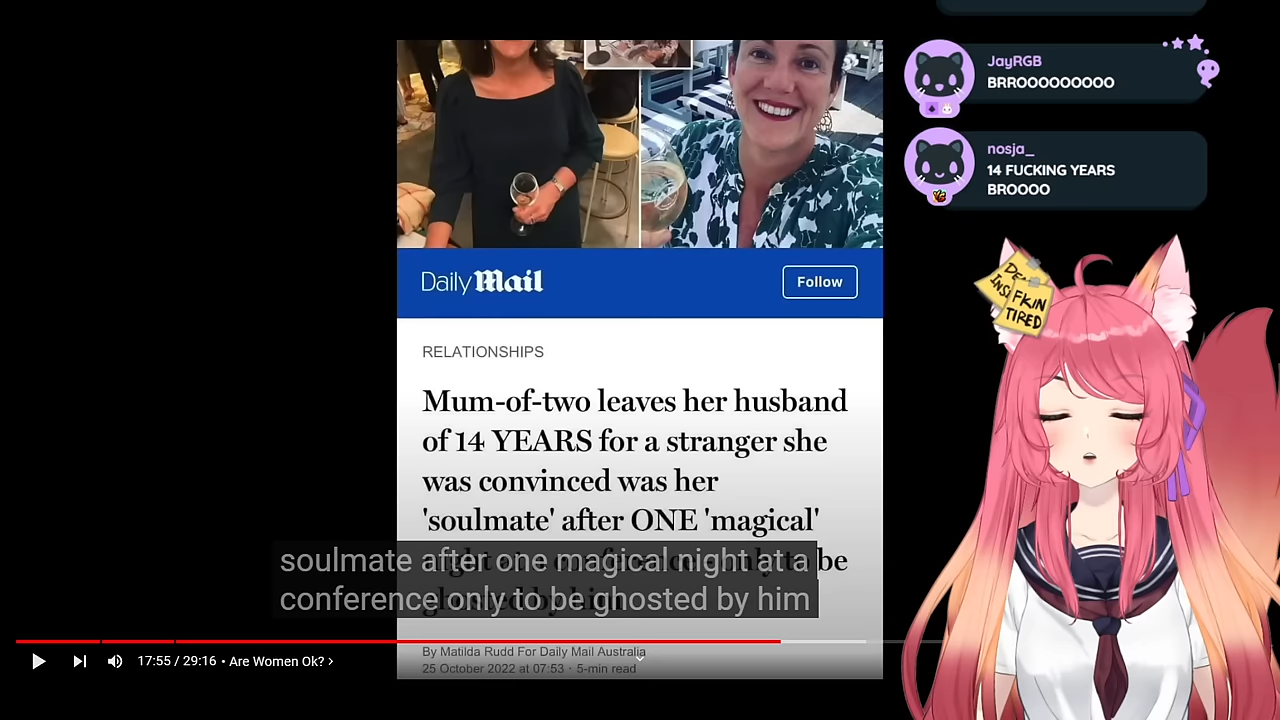 JayRGB
BRROOOOOOOOO
nosja_
14 FUCKING YEARS
BROOOO
FKIN
TIRED
Daily Mail
Follow
RELATIONSHIPS
Mum-of-two leaves her husband
of 14 YEARS for a stranger she
was convinced was her
'soulmate' after ONE 'magical'
be
soulmate after one magical night at a
conference only to be ghosted by him
17:55 / 29:16 • Are Women Ok? >
By Matilda Rudd For Daily Mail Australia
25 October 2022 at 07:53 · 5-min read